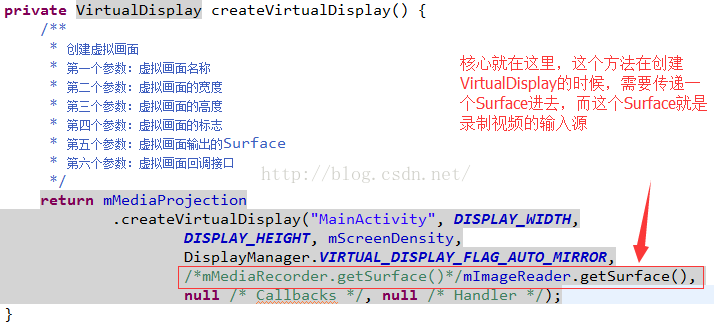 private VirtualDisplay createVirtualDisplay() {
/**
* 创建虚拟画面
* 第一个参数：虚拟画面名称
* 第二个参数：虚拟画面的宽度
* 第三个参数：虚拟画面的高度
* 第四个参数：虚拟画面的标志
* 第五个参数：虚拟画面输出的Surface
* 第六个参数：虚拟画面回调接口
*/
return mMediaProjection
.createVirtualDisplay("MainActivity", DISPLAY_WIDTH,
DISPLAY_HEIGHT, mScreenDensity,
DisplayManager.VIRTUAL_DISPLAY_FLAG_AUTO_MIRROR,
/*mMediaRecorder.getSurface()*/mImageReader.getSurface(),
null /* Callbacks */, null /* Handler */);
}
核心就在这里，这个方法在创建
VirtualDisplay的时候，需要传递一
个Surface进去，而这个Surface就是
录制视频的输入源
http://blog.csdn.net/